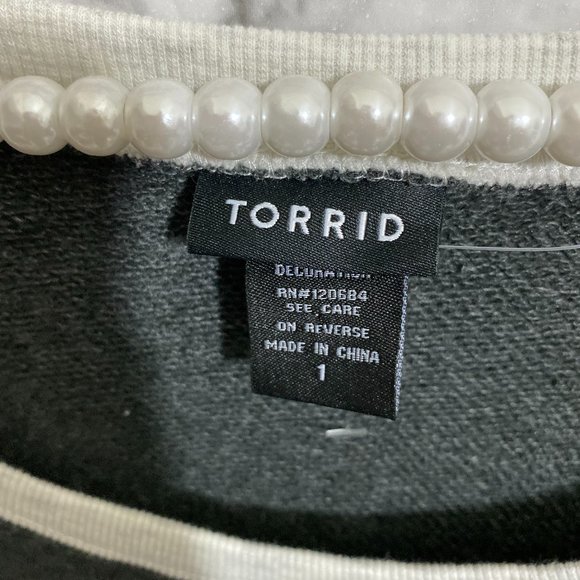 TORRID
DECORATION
RN#120684
SEE CARE
ON REVERSE
MADE IN CHINA
1